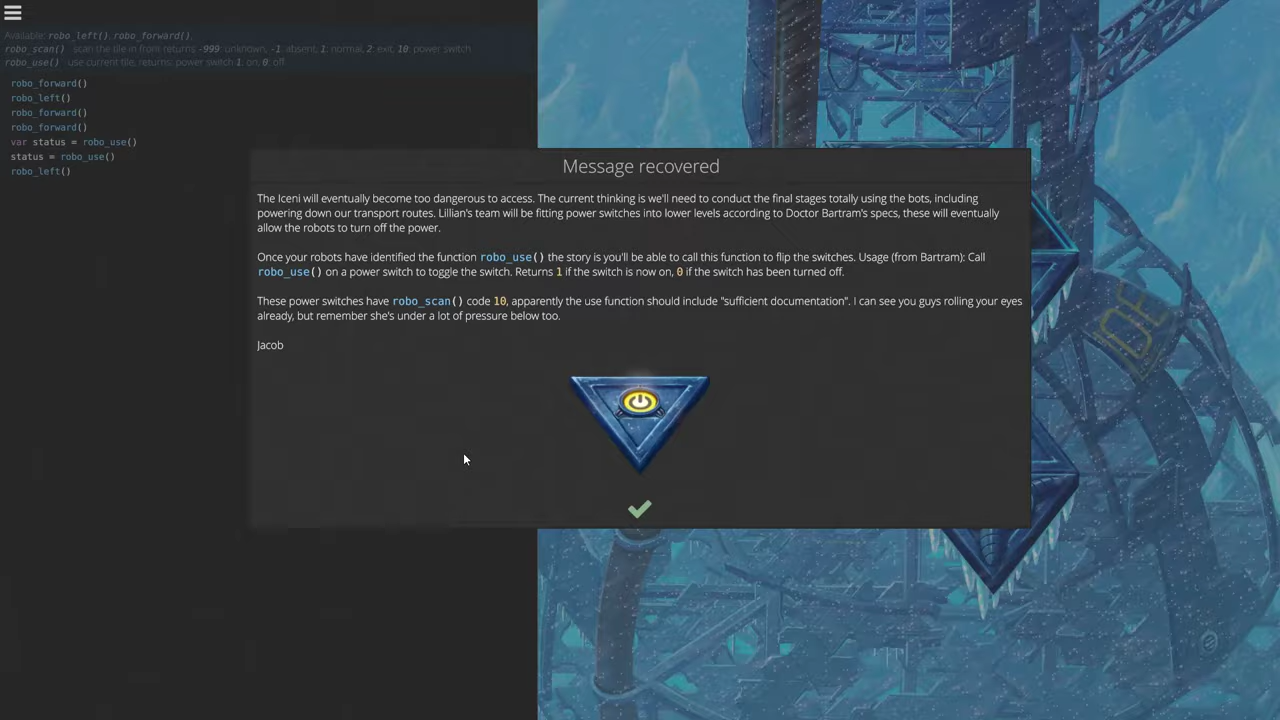 Available: robo_left(), robo_forward(),
robo_scan() scan the tile in front returns -999: unknown, -1: absent, 1: normal, 2: exit, 10: power switch
robo_use() use current tile, returns: power switch 1: on, 0: off
robo_forward()
robo_left()
robo_forward()
robo_forward()
var status = robo_use()
status = robo_use()
robo_left()
Message recovered
The Iceni will eventually become too dangerous to access. The current thinking is we'll need to conduct the final stages totally using the bots, including
powering down our transport routes. Lillian's team will be fitting power switches into lower levels according to Doctor Bartram's specs, these will eventually
allow the robots to turn off the power.
Once your robots have identified the function robo_use() the story is you'll be able to call this function to flip the switches. Usage (from Bartram): Call
robo_use() on a power switch to toggle the switch. Returns 1 if the switch is now on, 0 if the switch has been turned off.
These power switches have robo_scan() code 10, apparently the use function should include "sufficient documentation". I can see you guys rolling your eyes
already, but remember she's under a lot of pressure below too.
Jacob